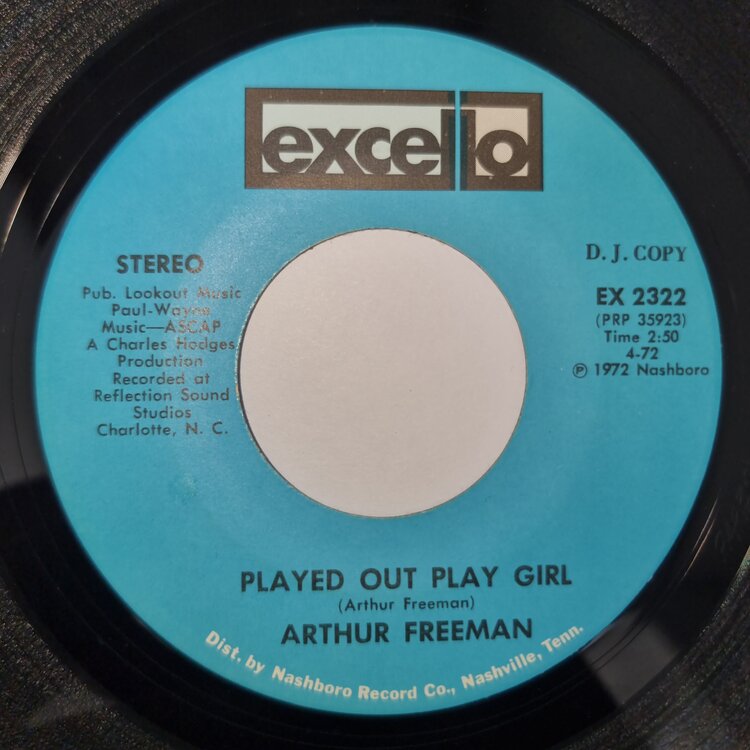 excello
STEREO
Pub. Lookout Music
Paul-Wayne
Music—ASCAP
A Charles Hodges
Production
Recorded at
Reflection Sound
Studios
Charlotte, N. C.
D. J. COPY
EX 2322
(PRP 35923)
Time 2:50
4-72
℗ 1972 Nashboro
PLAYED OUT PLAY GIRL
(Arthur Freeman)
ARTHUR FREEMAN
Dist. by Nashboro Record Co., Nashville, Tenn.